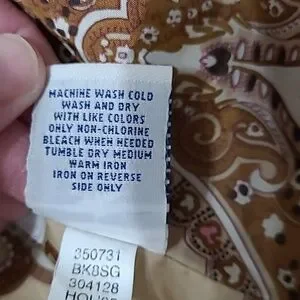 MACHINE WASH COLD
WASH AND DRY
WITH LIKE COLORS
ONLY NON-CHLORINE
BLEACH WHEN NEEDED
TUMBLE DRY MEDIUM
WARM IRON
IRON ON REVERSE
SIDE ONLY
350731
BK8SG
304128